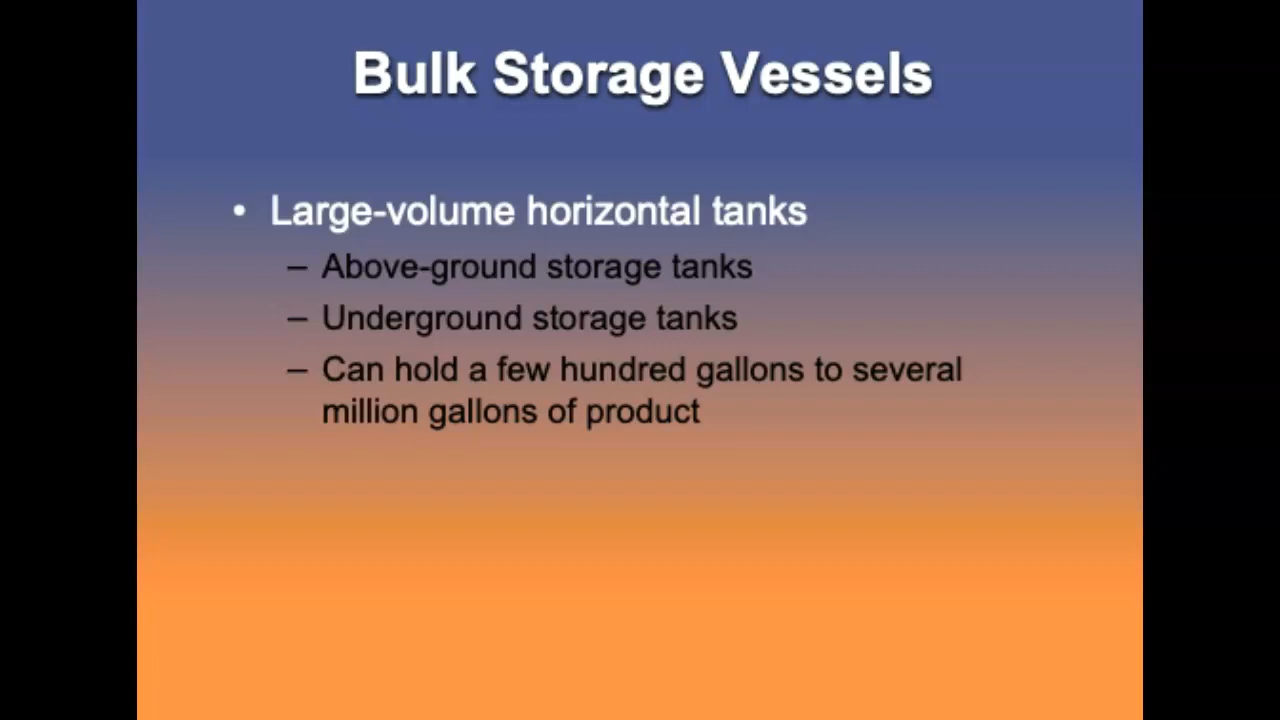 Bulk Storage Vessels
• Large-volume horizontal tanks
– Above-ground storage tanks
– Underground storage tanks
– Can hold a few hundred gallons to several
million gallons of product